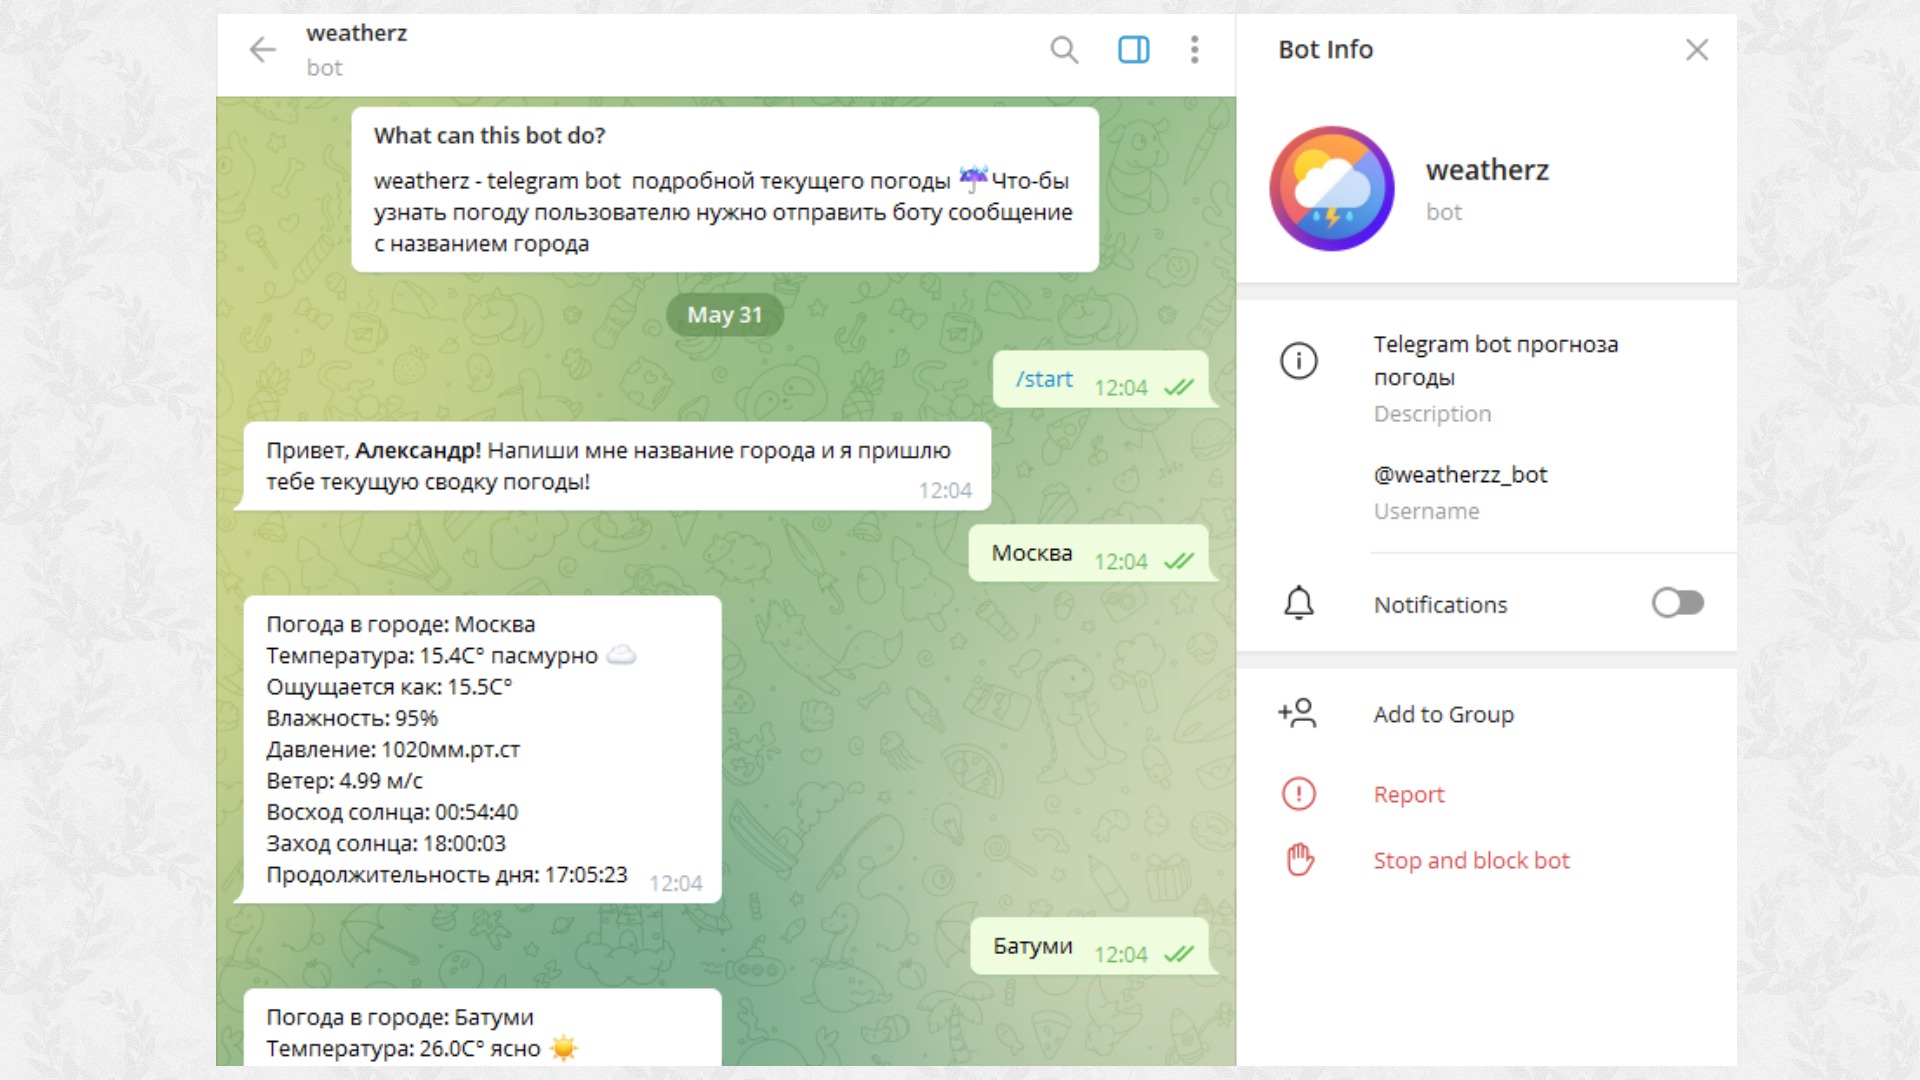 weatherz
bot
What can this bot do?
weatherz - telegram bot  подробной текущего погоды ☔Что-бы
узнать погоду пользователю нужно отправить боту сообщение
с названием города
May 31
/start 12:04
Привет, Александр! Напиши мне название города и я пришлю
тебе текущую сводку погоды!
12:04
Москва 12:04
Погода в городе: Москва
Температура: 15.4C° пасмурно ☁️
Ощущается как: 15.5C°
Влажность: 95%
Давление: 1020мм.рт.ст
Ветер: 4.99 м/с
Восход солнца: 00:54:40
Заход солнца: 18:00:03
Продолжительность дня: 17:05:23 12:04
Батуми 12:04
Погода в городе: Батуми
Температура: 26.0C° ясно ☀️
Bot Info
weatherz
bot
Telegram bot прогноза
погоды
Description
@weatherzz_bot
Username
Notifications
Add to Group
Report
Stop and block bot